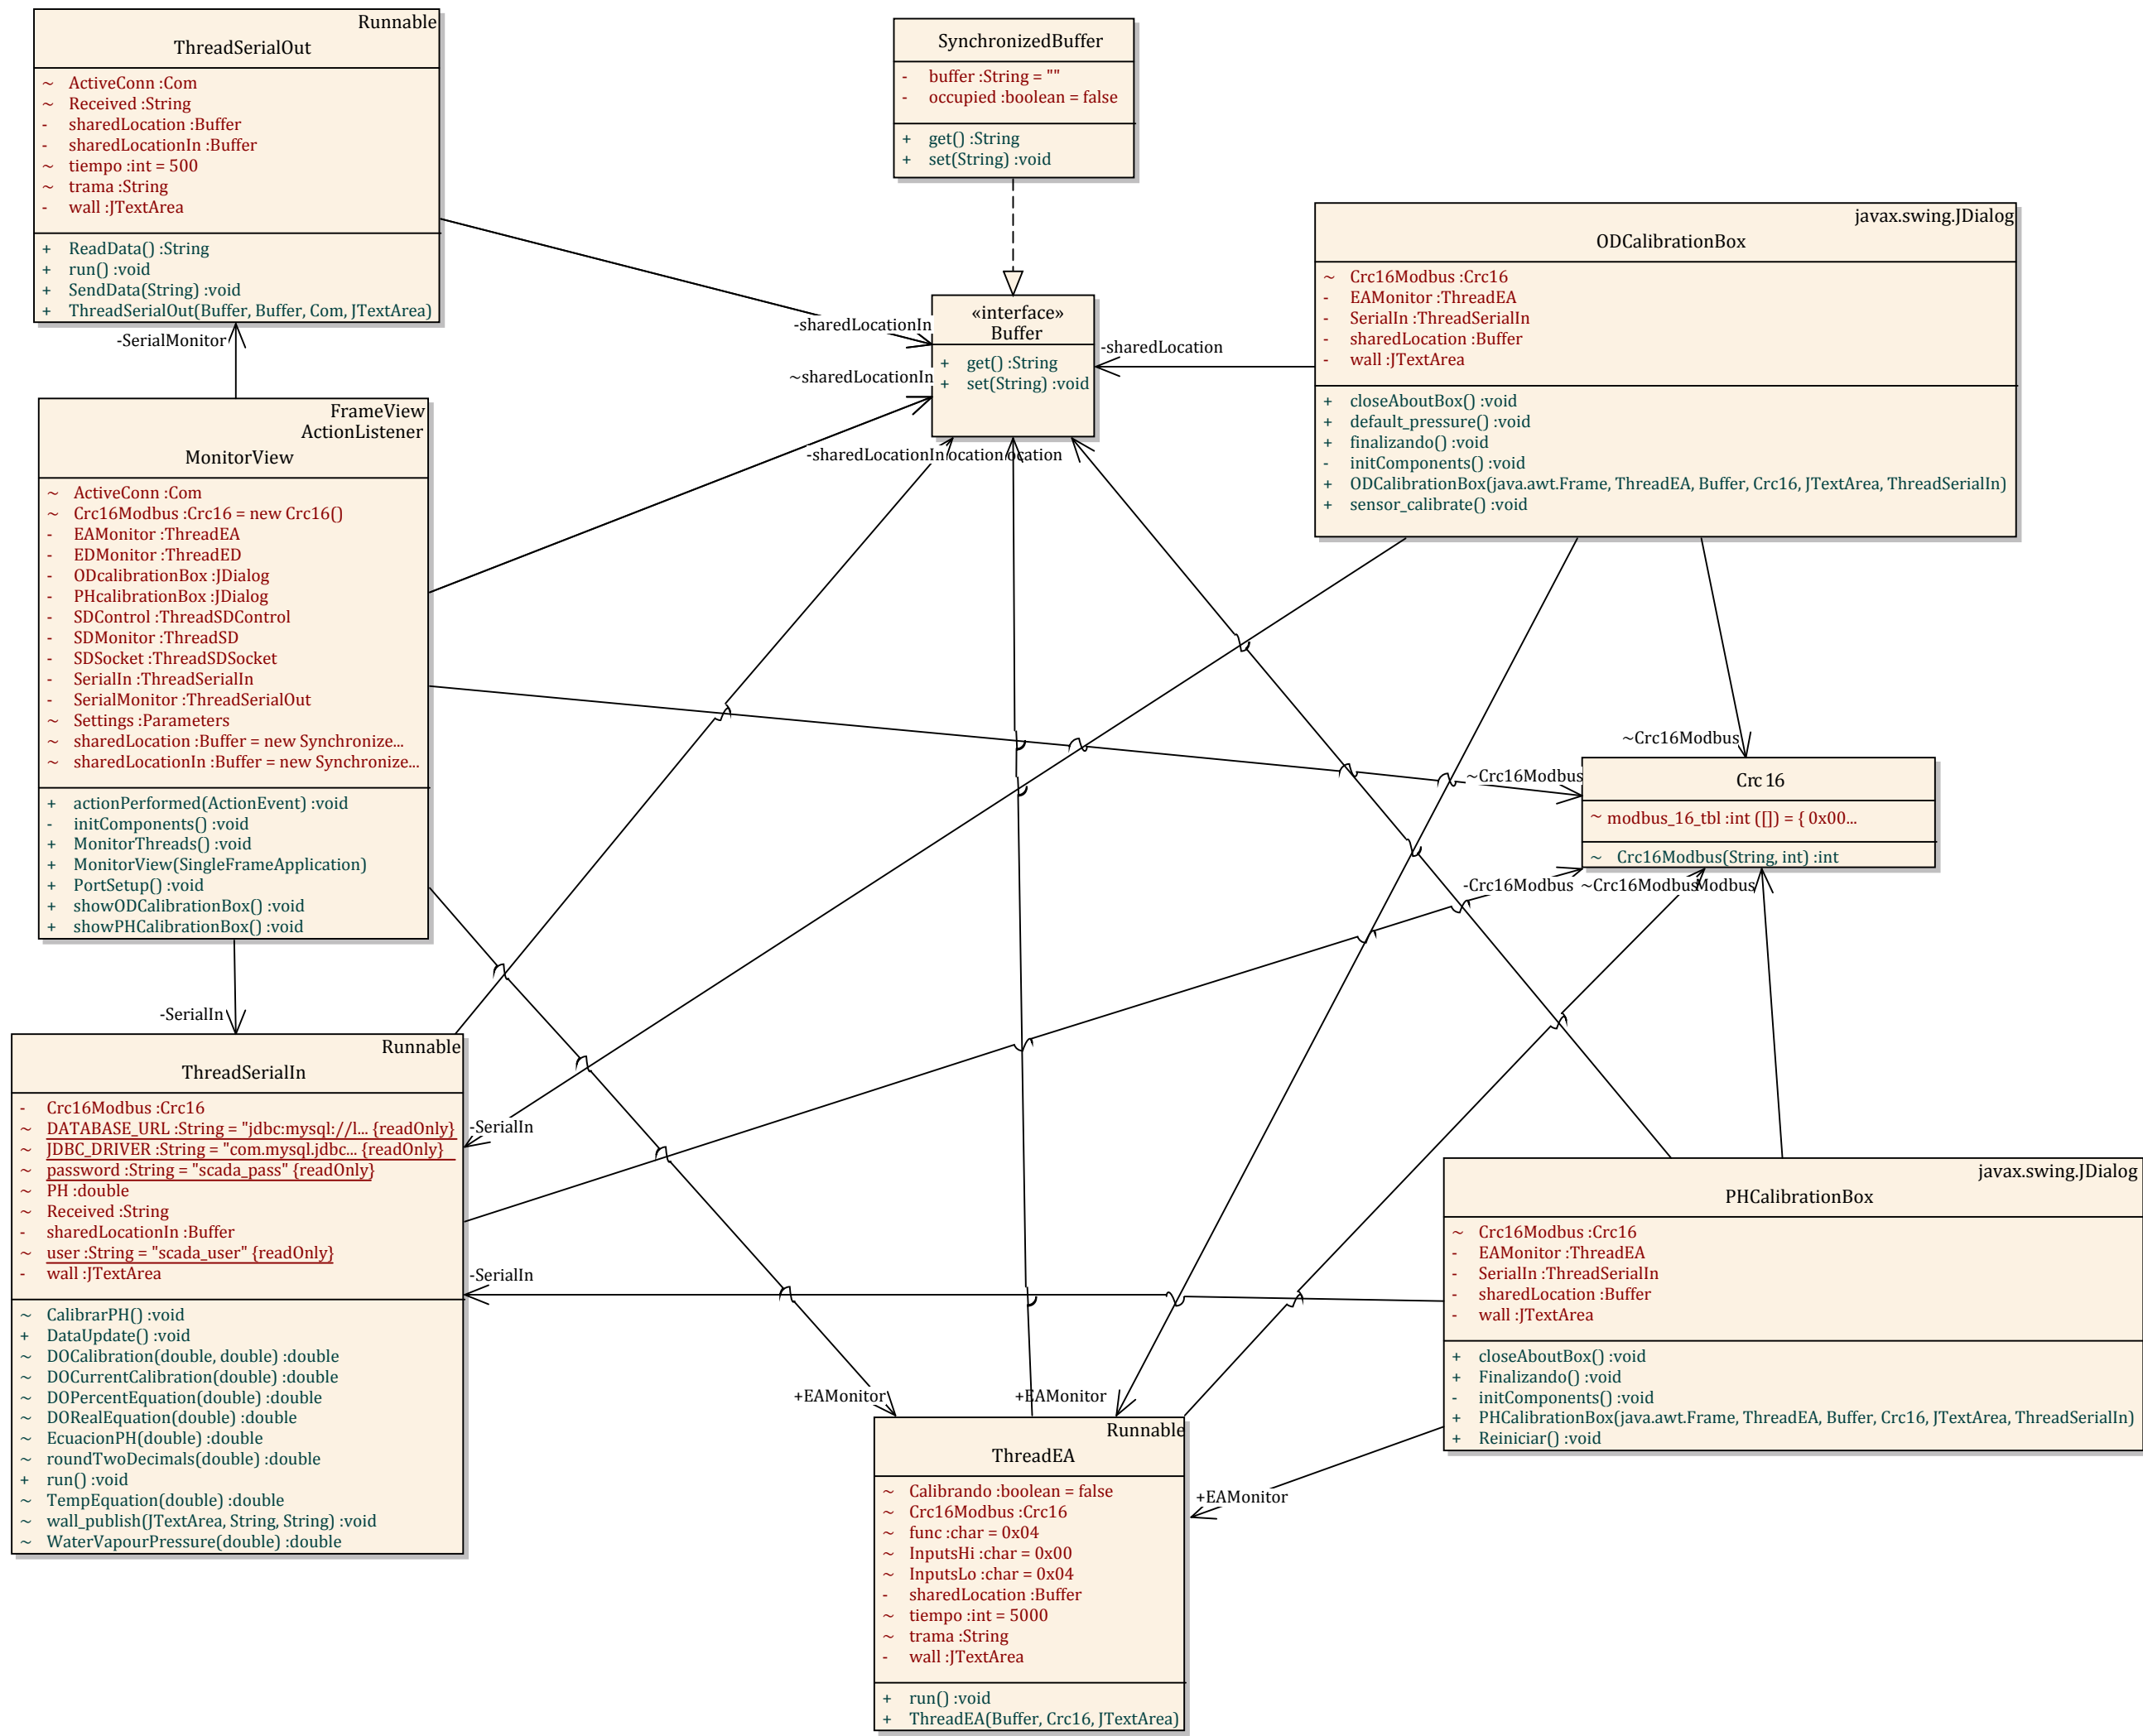 Runnable
ThreadSerialOut
~ ActiveConn :Com
~ Received :String
- sharedLocation :Buffer
- sharedLocationIn :Buffer
~ tiempo :int = 500
~ trama :String
- wall :JTextArea
+ ReadData() :String
+ run() :void
+ SendData(String) :void
+ ThreadSerialOut(Buffer, Buffer, Com, JTextArea)
SynchronizedBuffer
- buffer :String = ""
- occupied :boolean = false
+ get() :String
+ set(String) :void
javax.swing.JDialog
ODCalibrationBox
~ Crc16Modbus :Crc16
- EAMonitor :ThreadEA
- SerialIn :ThreadSerialIn
- sharedLocation :Buffer
- wall :JTextArea
+ closeAboutBox() :void
+ default_pressure() :void
+ finalizando() :void
- initComponents() :void
+ ODCalibrationBox(java.awt.Frame, ThreadEA, Buffer, Crc16, JTextArea, ThreadSerialIn)
+ sensor_calibrate() :void
«interface»
Buffer
+ get() :String
+ set(String) :void
-sharedLocationIn
~sharedLocationIn
-sharedLocation
-sharedLocationIn
ocation
ocation
-SerialMonitor
FrameView
ActionListener
MonitorView
~ ActiveConn :Com
~ Crc16Modbus :Crc16 = new Crc16()
- EAMonitor :ThreadEA
- EDMonitor :ThreadED
- ODcalibrationBox :JDialog
- PHcalibrationBox :JDialog
- SDControl :ThreadSDControl
- SDMonitor :ThreadSD
- SDSocket :ThreadSDSocket
- SerialIn :ThreadSerialIn
- SerialMonitor :ThreadSerialOut
~ Settings :Parameters
~ sharedLocation :Buffer = new Synchronize...
~ sharedLocationIn :Buffer = new Synchronize...
+ actionPerformed(ActionEvent) :void
- initComponents() :void
+ MonitorThreads() :void
+ MonitorView(SingleFrameApplication)
+ PortSetup() :void
+ showODCalibrationBox() :void
+ showPHCalibrationBox() :void
~Crc16Modbus
~Crc16Modbus
Crc16
~ modbus_16_tbl :int ([]) = { 0x00...
~ Crc16Modbus(String, int) :int
-Crc16Modbus
~Crc16Modbus
Modbus
-SerialIn
Runnable
ThreadSerialIn
- Crc16Modbus :Crc16
~ DATABASE_URL :String = "jdbc:mysql://l... {readOnly}
~ JDBC_DRIVER :String = "com.mysql.jdbc... {readOnly}
~ password :String = "scada_pass" {readOnly}
~ PH :double
~ Received :String
- sharedLocationIn :Buffer
~ user :String = "scada_user" {readOnly}
- wall :JTextArea
~ CalibrarPH() :void
+ DataUpdate() :void
~ DOCalibration(double, double) :double
~ DOCurrentCalibration(double) :double
~ DOPercentEquation(double) :double
~ DORealEquation(double) :double
~ EcuacionPH(double) :double
~ roundTwoDecimals(double) :double
+ run() :void
~ TempEquation(double) :double
~ wall_publish(JTextArea, String, String) :void
~ WaterVapourPressure(double) :double
-SerialIn
-SerialIn
javax.swing.JDialog
PHCalibrationBox
~ Crc16Modbus :Crc16
- EAMonitor :ThreadEA
- SerialIn :ThreadSerialIn
- sharedLocation :Buffer
- wall :JTextArea
+ closeAboutBox() :void
+ Finalizando() :void
- initComponents() :void
+ PHCalibrationBox(java.awt.Frame, ThreadEA, Buffer, Crc16, JTextArea, ThreadSerialIn)
+ Reiniciar() :void
+EAMonitor
+EAMonitor
+EAMonitor
Runnable
ThreadEA
~ Calibrando :boolean = false
~ Crc16Modbus :Crc16
~ func :char = 0x04
~ InputsHi :char = 0x00
~ InputsLo :char = 0x04
- sharedLocation :Buffer
~ tiempo :int = 5000
~ trama :String
- wall :JTextArea
+ run() :void
+ ThreadEA(Buffer, Crc16, JTextArea)